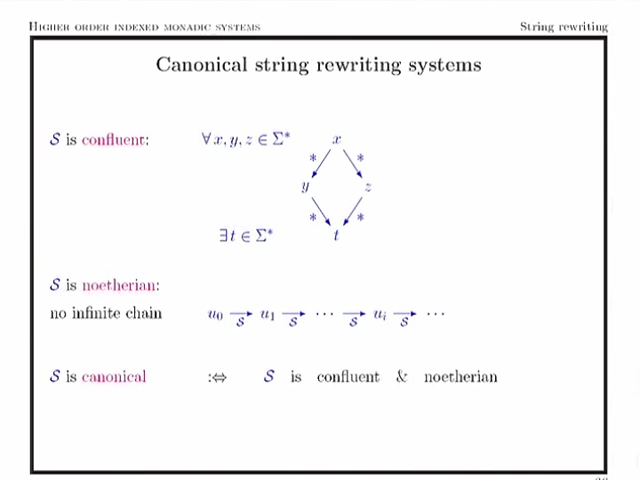 Higher order indexed monadic systems
String rewriting
Canonical string rewriting systems
𝒮 is confluent: ∀ x, y, z ∈ Σ* x
* *
y z
* *
∃t ∈ Σ* t
𝒮 is noetherian:
no infinite chain u₀ →𝒮 u₁ →𝒮 ··· →𝒮 uᵢ →𝒮 ···
𝒮 is canonical :⇔ 𝒮 is confluent & noetherian